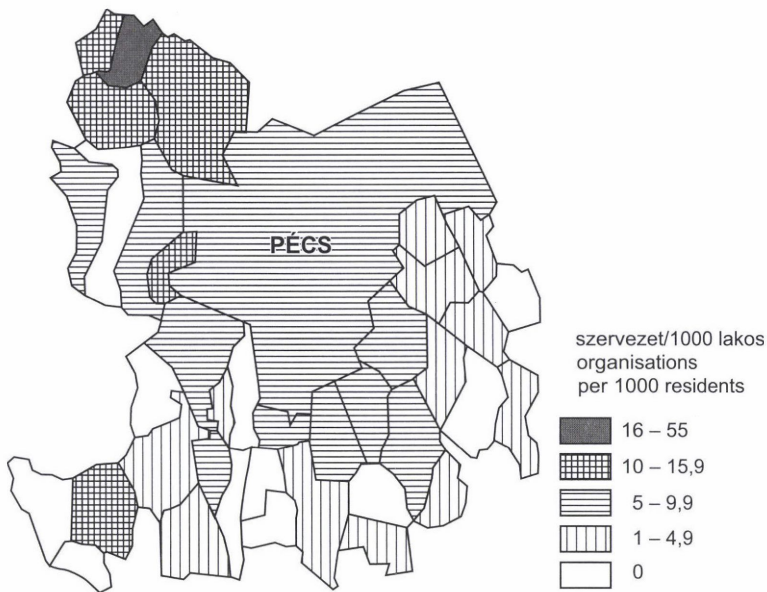 PÉCS
szervezet/1000 lakos
organisations
per 1000 residents
16 – 55
10 – 15,9
5 – 9,9
1 – 4,9
0